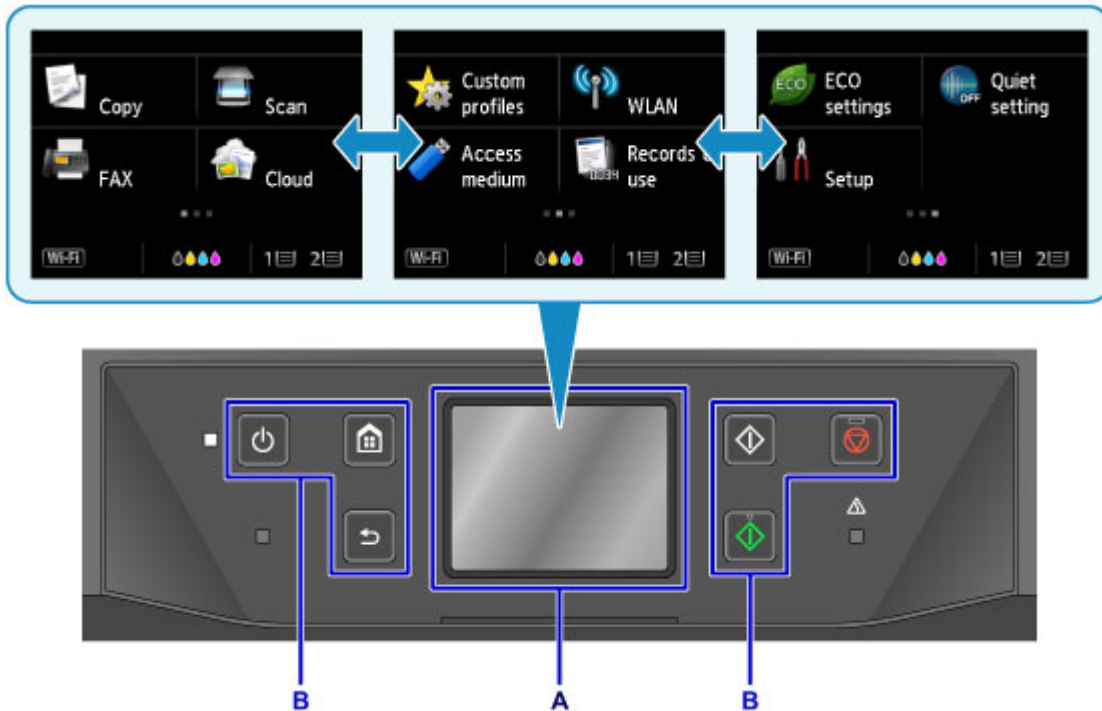 Copy
Scan
FAX
Cloud
Wi-Fi
1 2
Custom
profiles
WLAN
Access
medium
Records o
use
Wi-Fi
1 2
ECO
ECO
settings
OFF
Quiet
setting
Setup
Wi-Fi
1 2
B
A
B